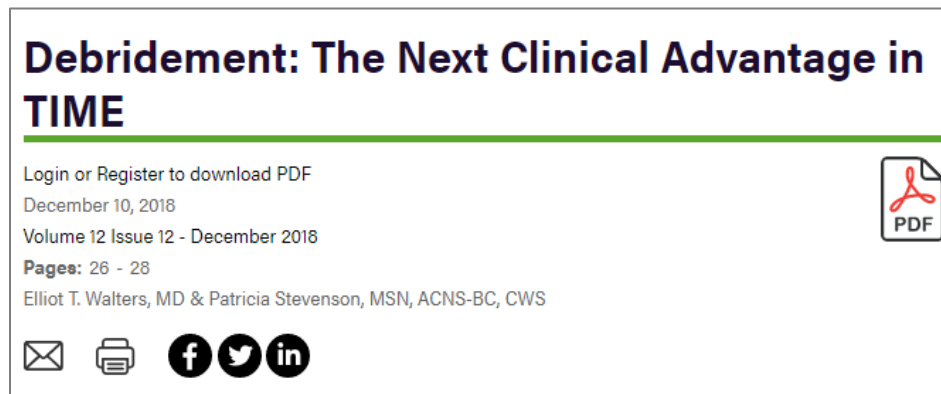 Debridement: The Next Clinical Advantage in
TIME
Login or Register to download PDF
December 10, 2018
Volume 12 Issue 12 - December 2018
Pages: 26 - 28
Elliot T. Walters, MD & Patricia Stevenson, MSN, ACNS-BC, CWS
PDF
f in